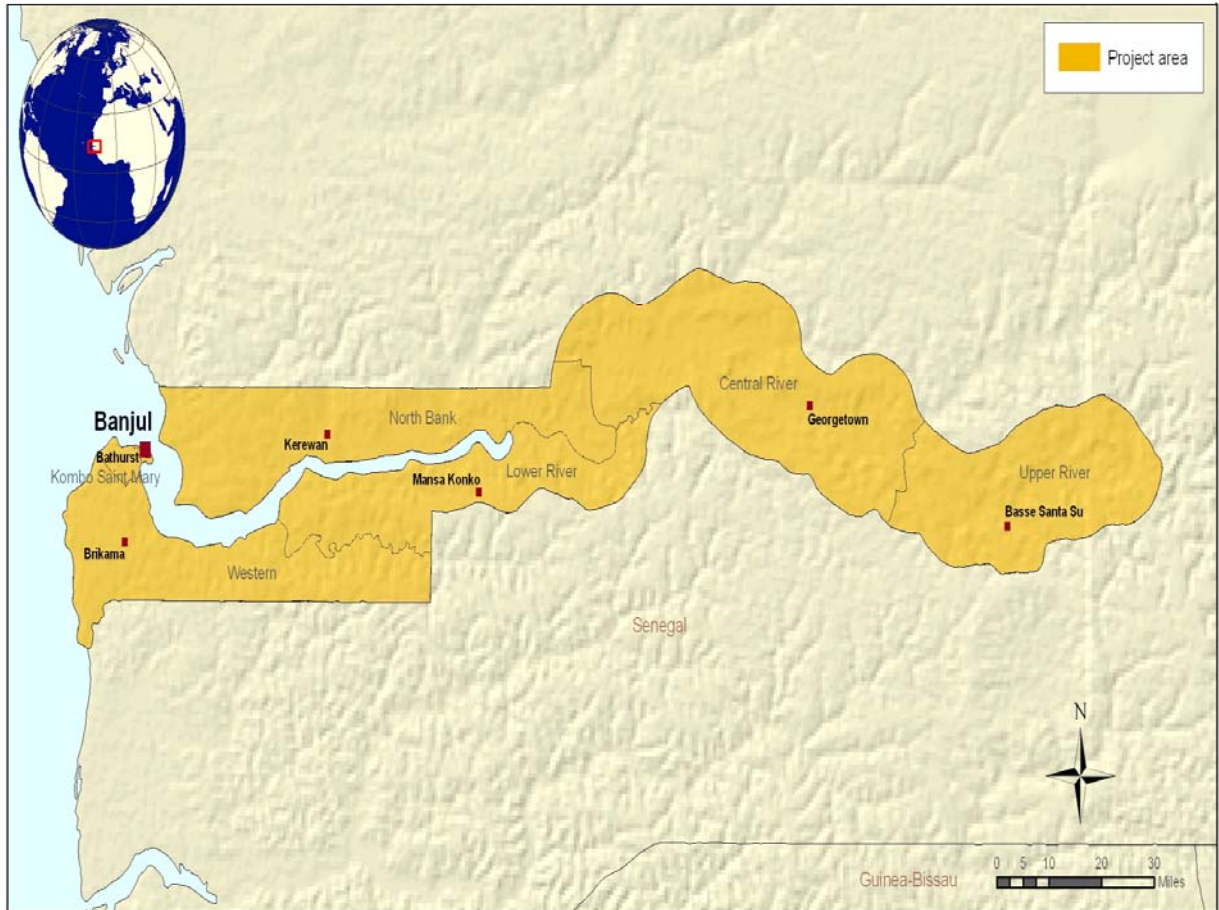 Project area
Central River
North Bank
Georgetown
Banjul
Kerewan
Bathurst
Lower River
Upper River
Kombo Saint Mary
Mansa Konko
Basse Santa Su
Brikama
Western
Senegal
N
0 5 10 20 30
Miles
Guinea-Bissau